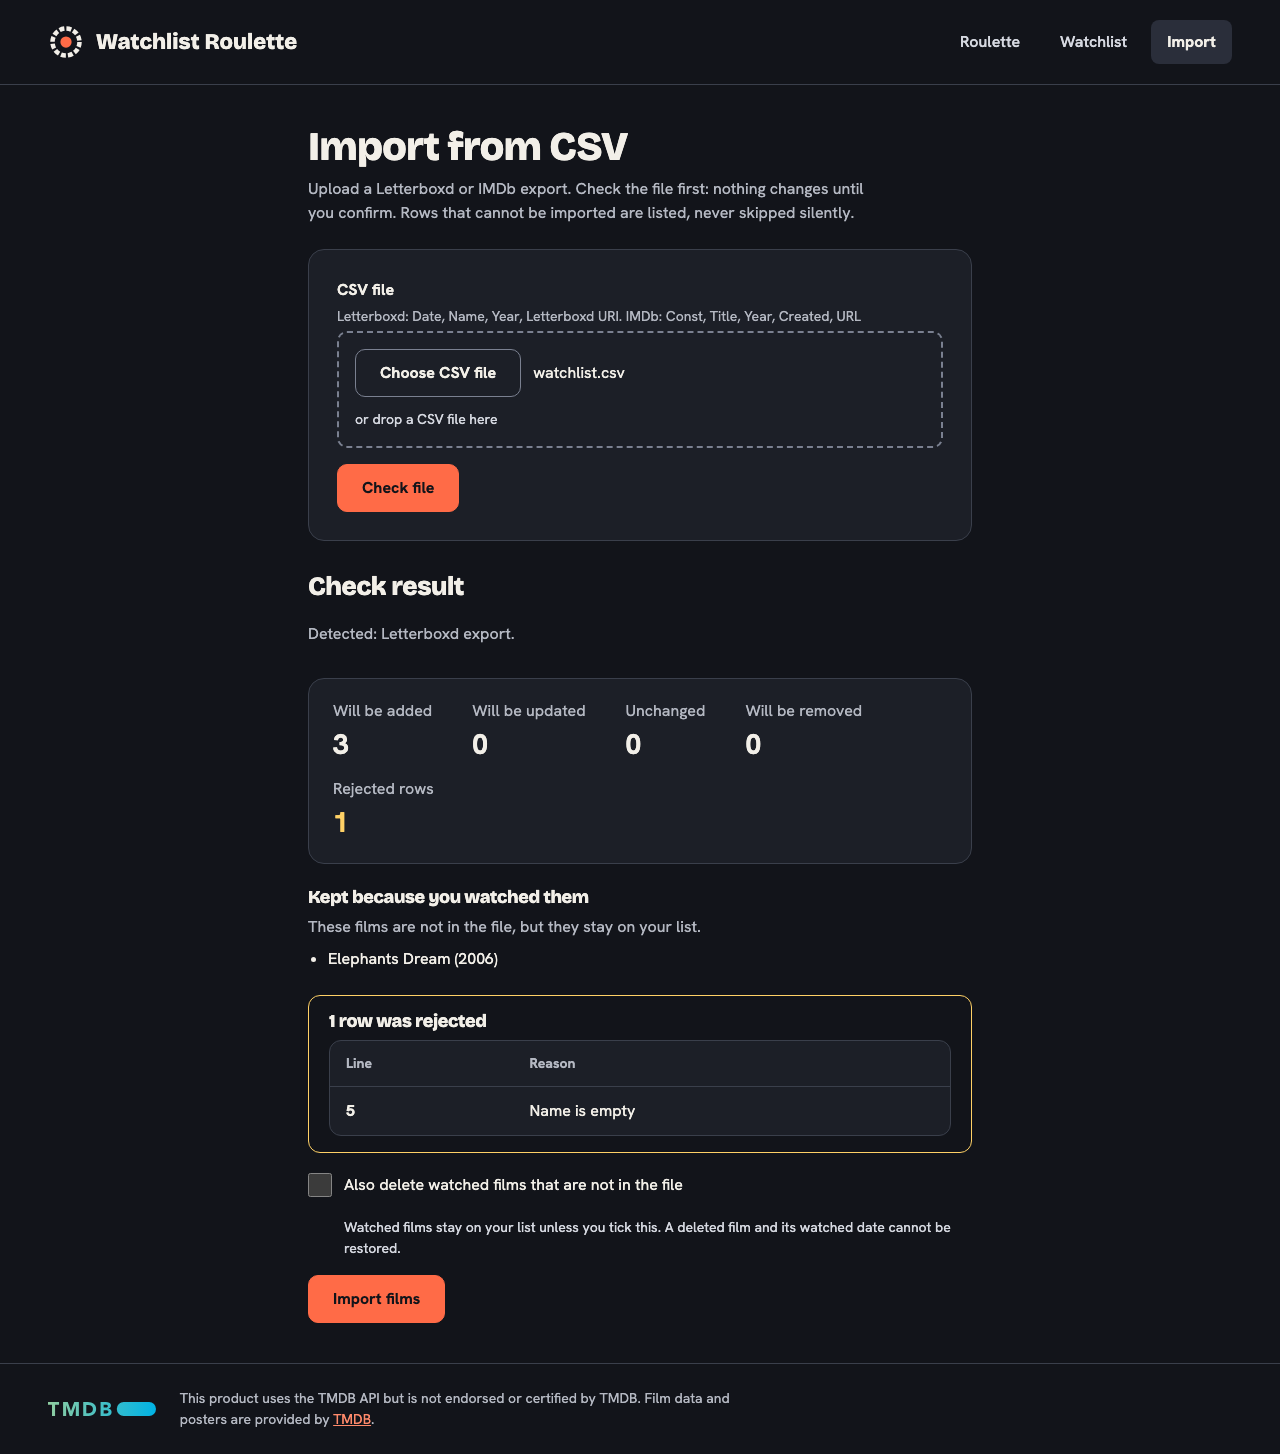 Watchlist Roulette
Roulette
Watchlist
Import
Import from CSV
Upload a Letterboxd or IMDb export. Check the file first: nothing changes until
you confirm. Rows that cannot be imported are listed, never skipped silently.
CSV file
Letterboxd: Date, Name, Year, Letterboxd URI. IMDb: Const, Title, Year, Created, URL
Choose CSV file
watchlist.csv
or drop a CSV file here
Check file
Check result
Detected: Letterboxd export.
Will be added
3
Will be updated
0
Unchanged
0
Will be removed
0
Rejected rows
1
Kept because you watched them
These films are not in the file, but they stay on your list.
Elephants Dream (2006)
1 row was rejected
Line
Reason
5
Name is empty
Also delete watched films that are not in the file
Watched films stay on your list unless you tick this. A deleted film and its watched date cannot be
restored.
Import films
TMDB
This product uses the TMDB API but is not endorsed or certified by TMDB. Film data and
posters are provided by TMDB.